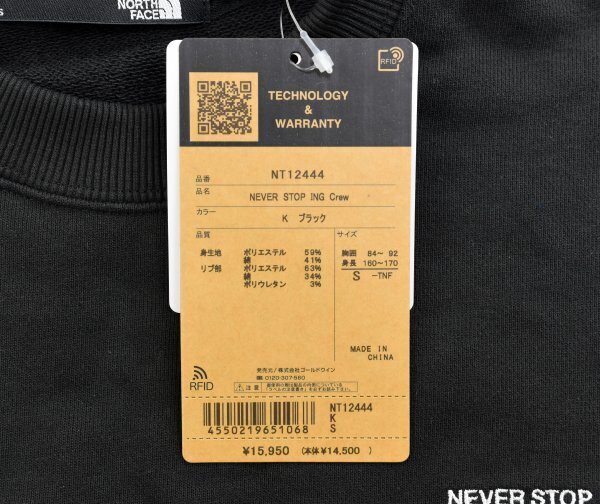 NORTH
FACE
S
RFID
TECHNOLOGY
&
WARRANTY
品番 NT12444
品名 NEVER STOP ING Crew
カラー K ブラック
品質 サイズ
身生地 ポリエステル 59% 胸囲 84〜 92
綿 41% 身長 160〜170
リブ部 ポリエステル 63% S -TNF
綿 34%
ポリウレタン 3%
MADE IN
CHINA
RFID
発売元/株式会社ゴールドウイン
0120-307-560
注意
4550219651068
NT12444
K
S
¥15,950 (本体¥14,500)
NEVER STOP